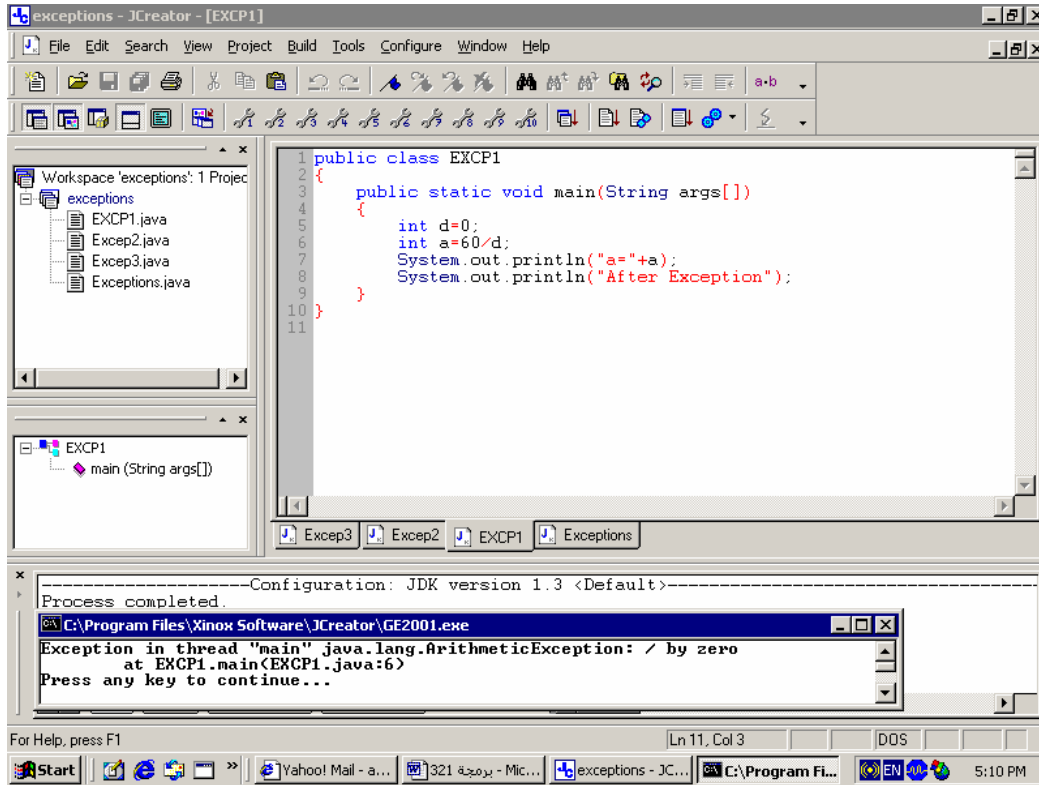 exceptions - JCreator - [EXCP1]
File Edit Search View Project Build Tools Configure Window Help
a•b
Workspace 'exceptions': 1 Projec
exceptions
EXCP1.java
Excep2.java
Excep3.java
Exceptions.java
EXCP1
main (String args[])
1 public class EXCP1
2 {
3 public static void main(String args[])
4 {
5 int d=0;
6 int a=60/d;
7 System.out.println("a="+a);
8 System.out.println("After Exception");
9 }
10 }
11
Excep3 Excep2 EXCP1 Exceptions
--------------------Configuration: JDK version 1.3 <Default>--------------------
Process completed.
C:\Program Files\Xinox Software\JCreator\GE2001.exe
Exception in thread "main" java.lang.ArithmeticException: / by zero
at EXCP1.main(EXCP1.java:6)
Press any key to continue...
For Help, press F1
Ln 11, Col 3
DOS
Start
Yahoo! Mail - a...
برمجة 321 - Mic...
exceptions - JC...
C:\Program Fi...
EN
5:10 PM